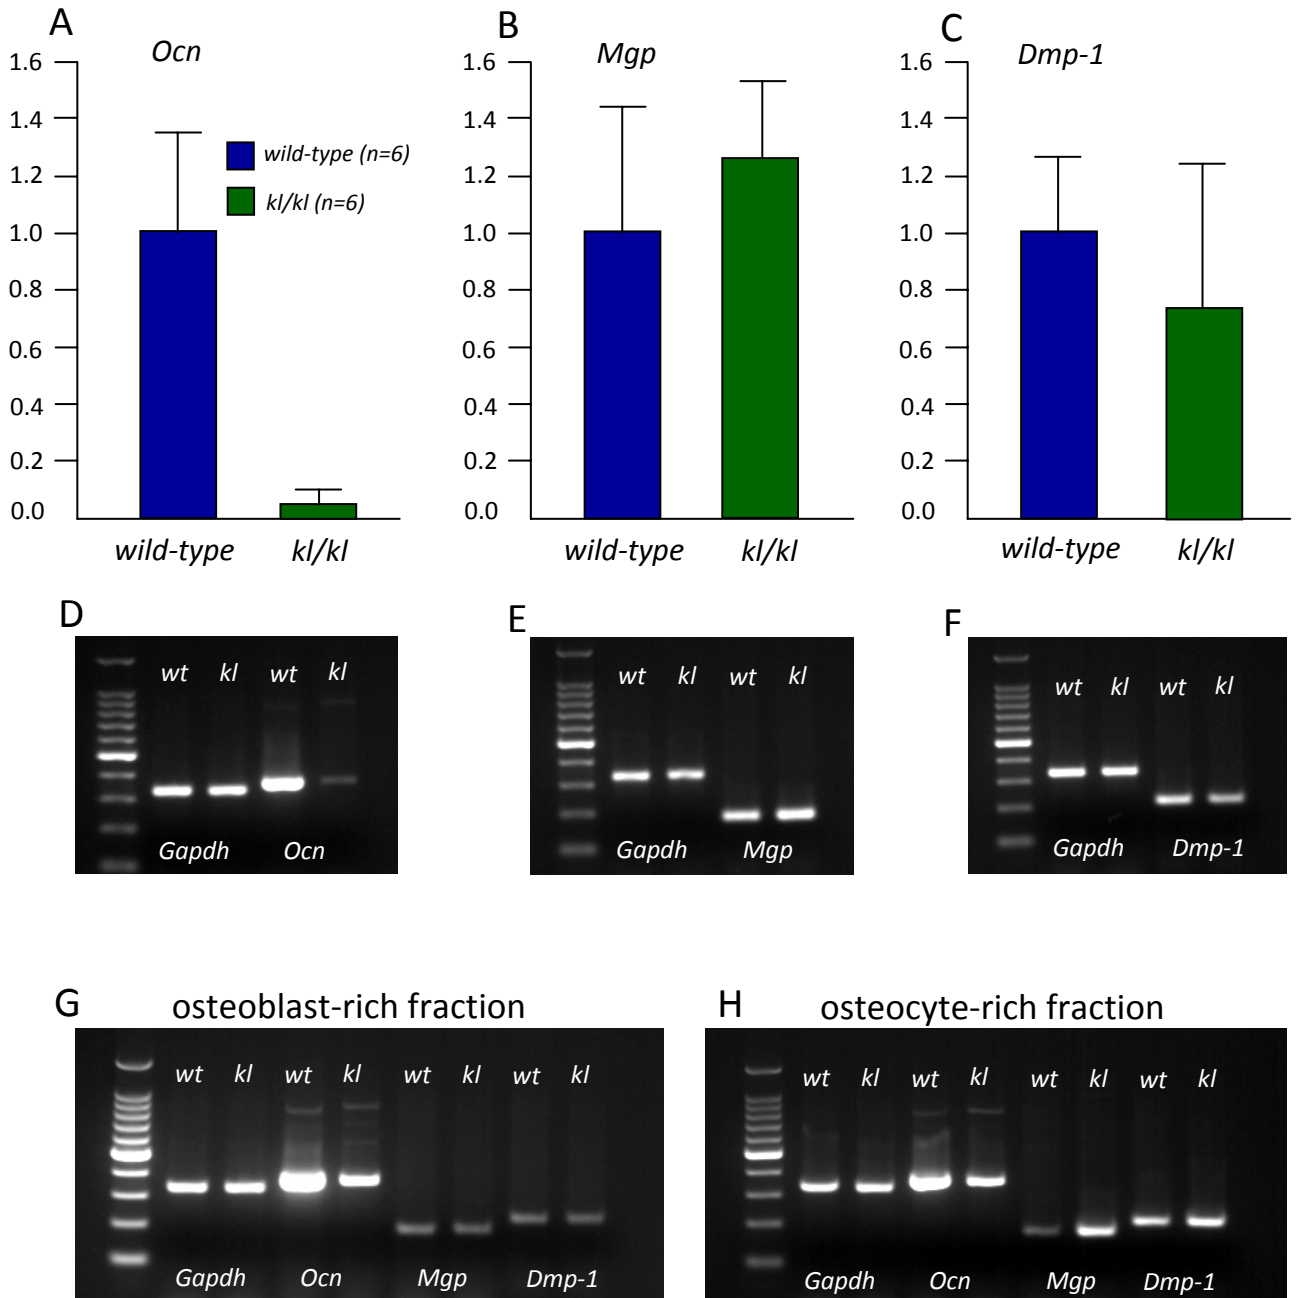 A
Ocn
1.6
1.4
1.2
1.0
0.8
0.6
0.4
0.2
0.0
wild-type (n=6)
kl/kl (n=6)
wild-type kl/kl
B
Mgp
1.6
1.4
1.2
1.0
0.8
0.6
0.4
0.2
0.0
wild-type kl/kl
C
Dmp-1
1.6
1.4
1.2
1.0
0.8
0.6
0.4
0.2
0.0
wild-type kl/kl
D
wt kl wt kl
Gapdh Ocn
E
wt kl wt kl
Gapdh Mgp
F
wt kl wt kl
Gapdh Dmp-1
G osteoblast-rich fraction
wt kl wt kl wt kl wt kl
Gapdh Ocn Mgp Dmp-1
H osteocyte-rich fraction
wt kl wt kl wt kl wt kl
Gapdh Ocn Mgp Dmp-1